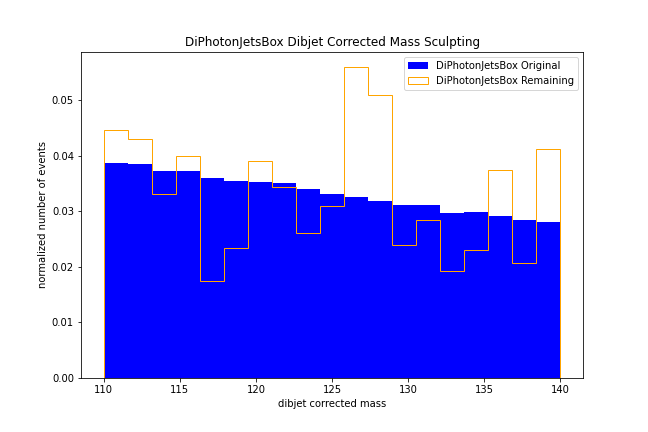 DiPhotonJetsBox Dibjet Corrected Mass Sculpting
DiPhotonJetsBox Original
DiPhotonJetsBox Remaining
normalized number of events
0.05
0.04
0.03
0.02
0.01
0.00
110
115
120
125
130
135
140
dibjet corrected mass